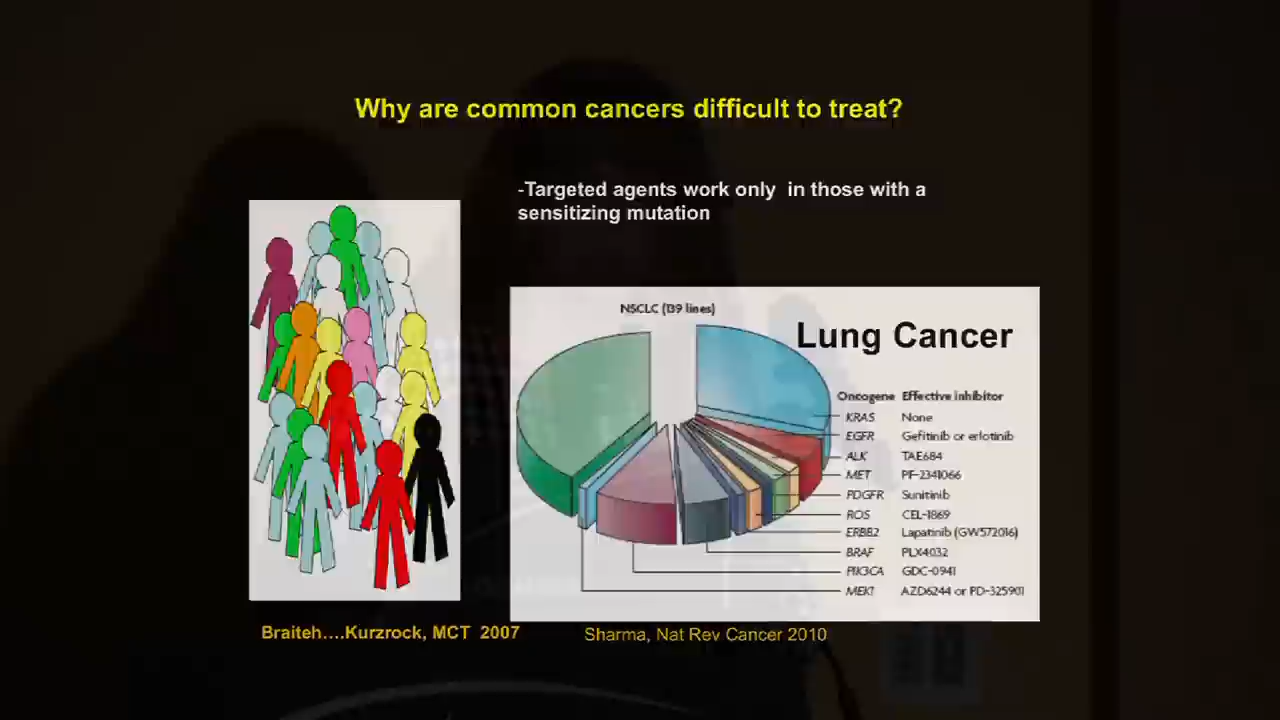 Why are common cancers difficult to treat?
-Targeted agents work only in those with a
sensitizing mutation
NSCLC (139 lines)
Lung Cancer
Oncogene Effective inhibitor
KRAS None
EGFR Gefitinib or erlotinib
ALK TAE684
MET PF-2341066
PDGFR Sunitinib
ROS CEL-1869
ERBB2 Lapatinib (GW572016)
BRAF PLX4032
PIK3CA GDC-0941
MEK1 AZD6244 or PD-325901
Braiteh....Kurzrock, MCT 2007
Sharma, Nat Rev Cancer 2010